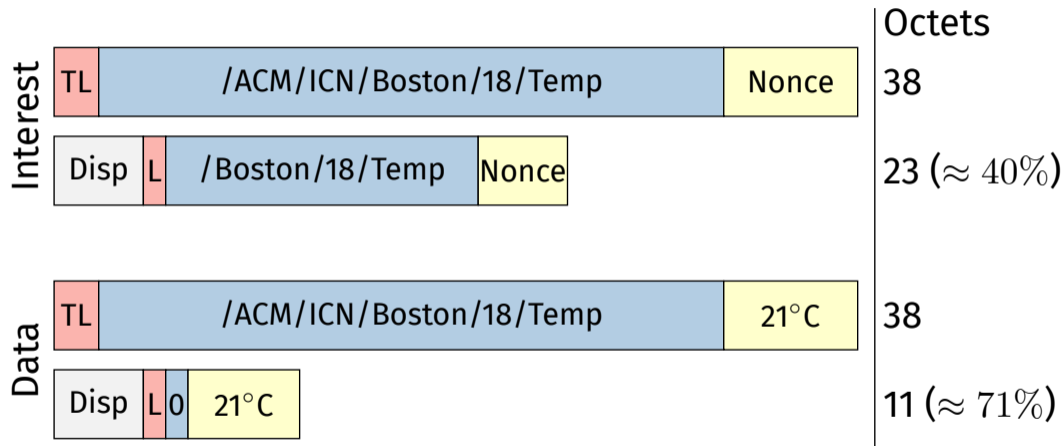 Octets
Interest
TL /ACM/ICN/Boston/18/Temp Nonce 38
Disp L /Boston/18/Temp Nonce 23 (≈ 40%)
Data
TL /ACM/ICN/Boston/18/Temp 21°C 38
Disp L 0 21°C 11 (≈ 71%)